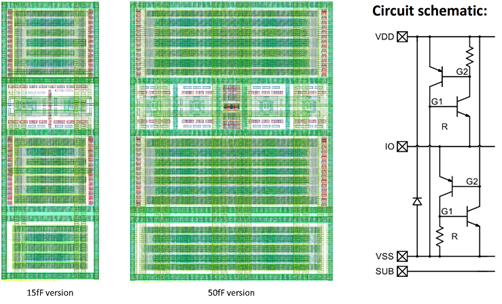 Circuit schematic:
VDD
G2
G1
R
IO
G2
G1
R
VSS
SUB
15fF version
50fF version